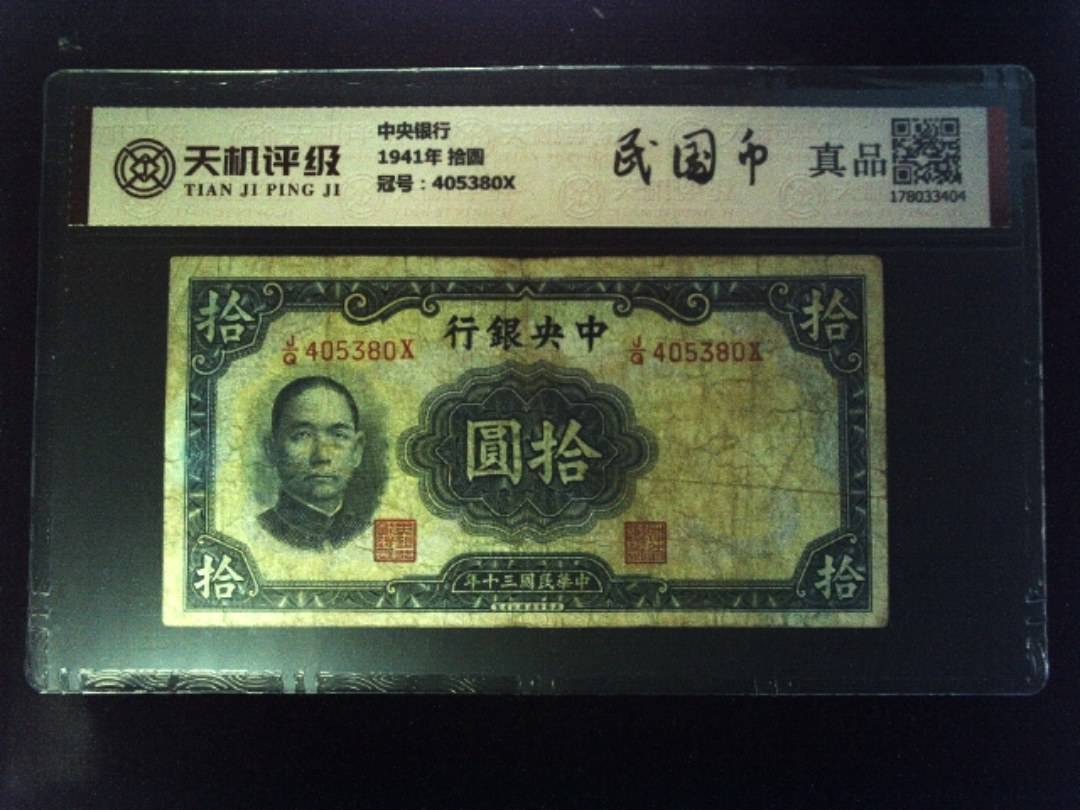 天机评级
TIAN JI PING JI
中央银行
1941年 拾圆
冠号：405380X
民国币
真品
178033404
拾
拾
行銀央中
J/Q 405380X
J/Q 405380X
圓拾
拾
年十三國民華中
拾